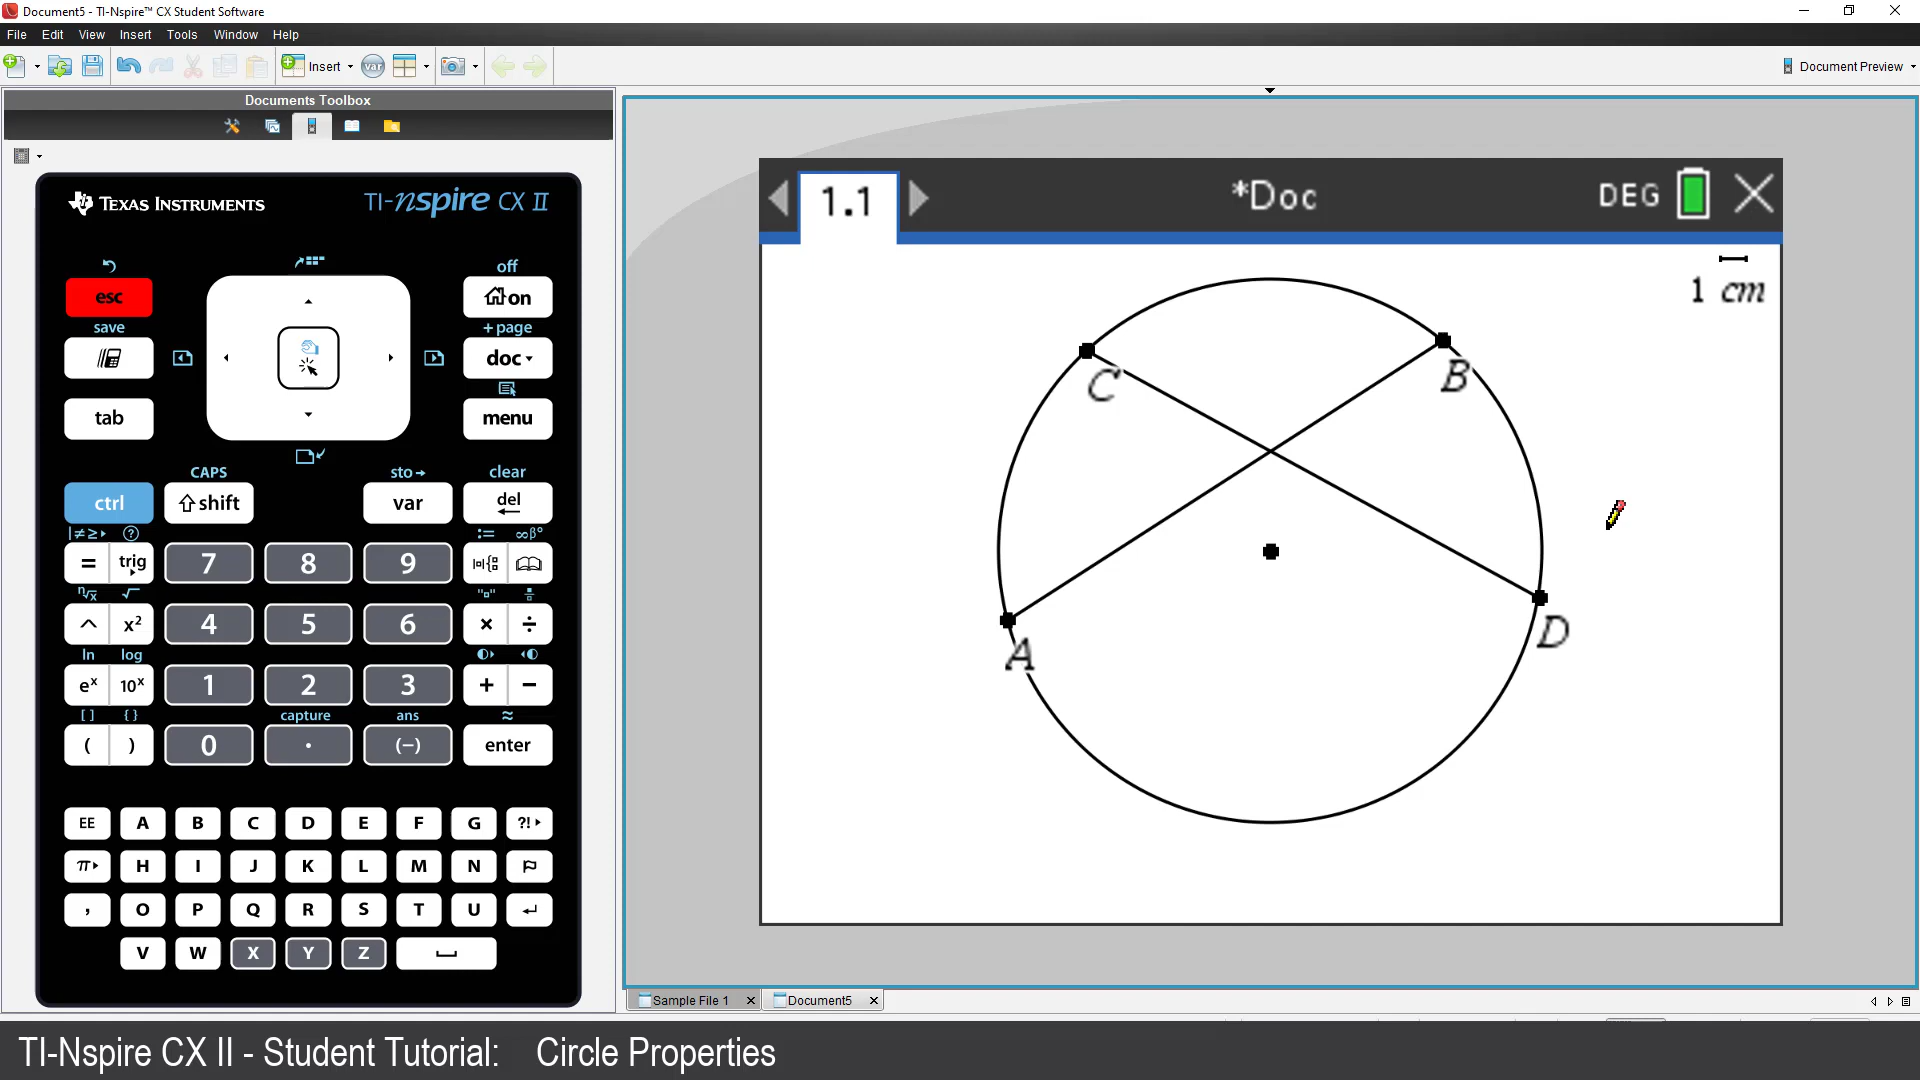 Document5 - TI-Nspire™ CX Student Software
File Edit View Insert Tools Window Help
Insert var Document Preview
Documents Toolbox
TEXAS INSTRUMENTS TI-nspire CX II
off
esc on
save + page
doc
tab menu
CAPS sto→ clear
ctrl shift var del
|≠≥▸ ? := ∞β°
= trig 7 8 9
ⁿ√x √ "▫"
^ x² 4 5 6 × ÷
ln log
eˣ 10ˣ 1 2 3 + −
[ ] { } capture ans ≈
( ) 0 . (−) enter
EE A B C D E F G ?!▸
π▸ H I J K L M N
, O P Q R S T U
V W X Y Z
1.1 *Doc DEG
1 cm
C
B
D
A
Sample File 1 Document5
TI-Nspire CX II - Student Tutorial: Circle Properties